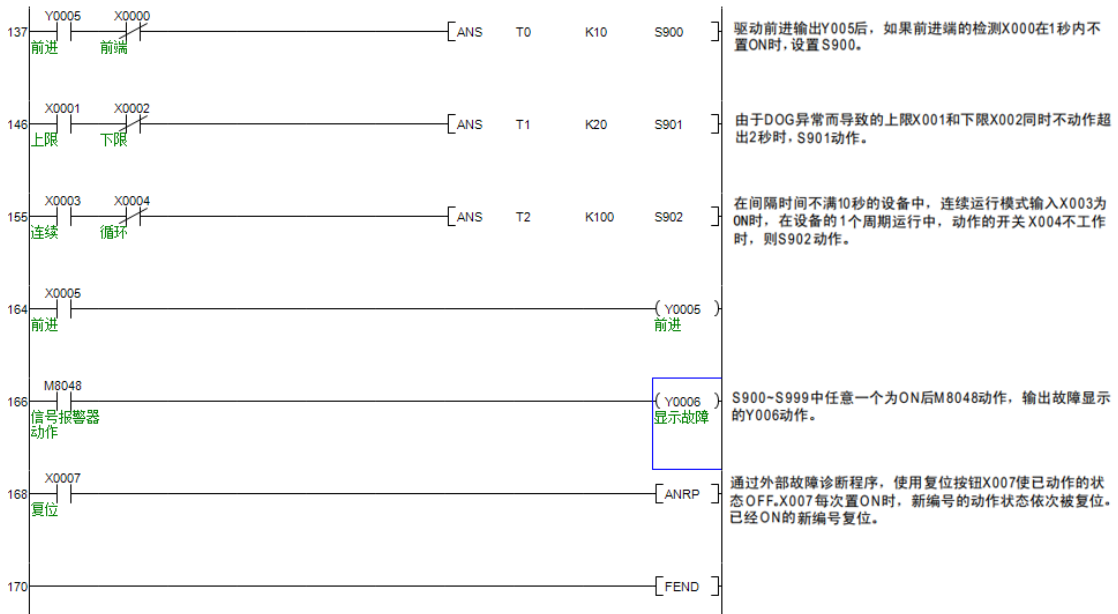 Y0005 X0000
137 ANS T0 K10 S900
前进 前端
驱动前进输出Y005后，如果前进端的检测X000在1秒内不
置ON时，设置S900。
X0001 X0002
146 ANS T1 K20 S901
上限 下限
由于DOG异常而导致的上限X001和下限X002同时不动作超
出2秒时，S901动作。
X0003 X0004
155 ANS T2 K100 S902
连续 循环
在间隔时间不满10秒的设备中，连续运行模式输入X003为
ON时，在设备的1个周期运行中，动作的开关X004不工作
时，则S902动作。
X0005
164 Y0005
前进 前进
M8048
166 Y0006
信号报警器 显示故障
动作
S900~S999中任意一个为ON后M8048动作，输出故障显示
的Y006动作。
X0007
168 ANRP
复位
通过外部故障诊断程序，使用复位按钮X007使已动作的状
态OFF。X007每次置ON时，新编号的动作状态依次被复位。
已经ON的新编号复位。
170 FEND